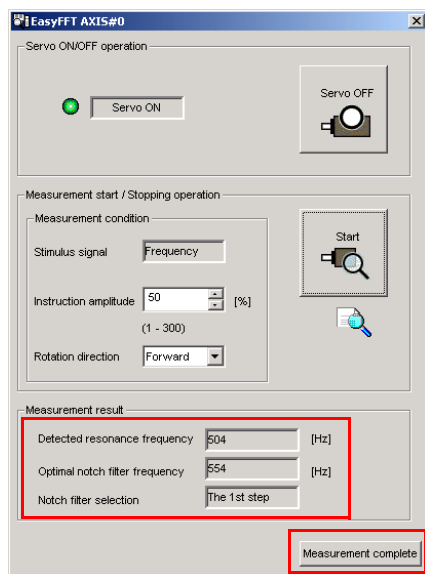 EasyFFT AXIS#0
Servo ON/OFF operation
Servo ON
Servo OFF
Measurement start / Stopping operation
Measurement condition
Stimulus signal Frequency
Start
Instruction amplitude 50 [%]
(1 - 300)
Rotation direction Forward
Measurement result
Detected resonance frequency 504 [Hz]
Optimal notch filter frequency 554 [Hz]
Notch filter selection The 1st step
Measurement complete